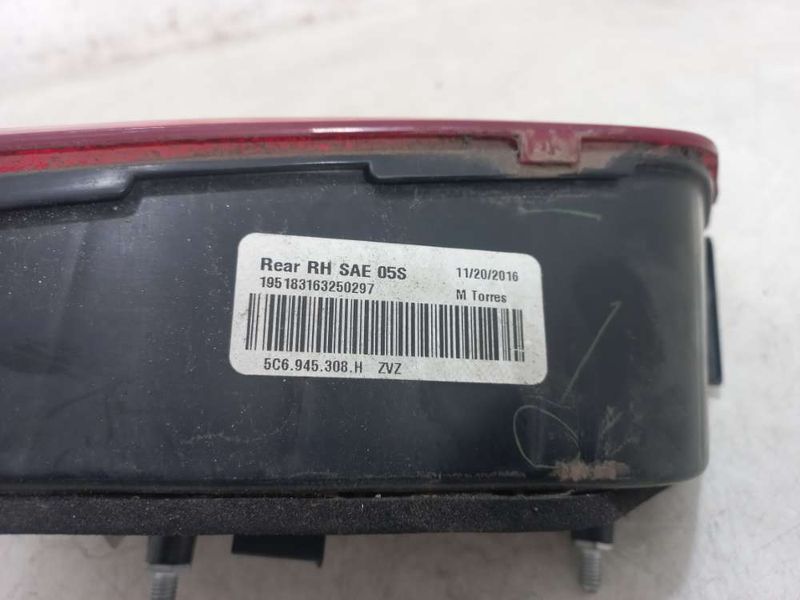 Rear RH SAE 05S 11/20/2016
195183163250297 M Torres
5C6.945.308.H ZVZ